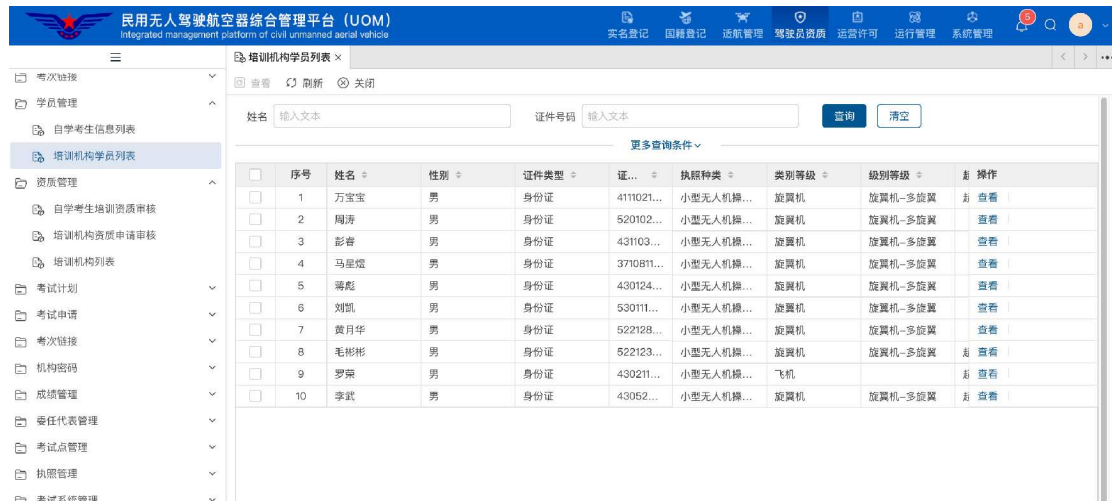 民用无人驾驶航空器综合管理平台（UOM）
Integrated management platform of civil unmanned aerial vehicle
实名登记 国籍登记 适航管理 驾驶员资质 运营许可 运行管理 系统管理 5 a
培训机构学员列表 ×
考次链接
查看 刷新 关闭
学员管理
自学考生信息列表
培训机构学员列表
资质管理
自学考生培训资质审核
培训机构资质申请审核
培训机构列表
考试计划
考试申请
考次链接
机构密码
成绩管理
委任代表管理
考试点管理
执照管理
考试系统管理
姓名 输入文本 证件号码 输入文本 查询 清空
更多查询条件
序号 姓名 性别 证件类型 证... 执照种类 类别等级 级别等级 操作
1 万宝宝 男 身份证 4111021... 小型无人机操... 旋翼机 旋翼机-多旋翼 查看
2 周涛 男 身份证 520102... 小型无人机操... 旋翼机 旋翼机-多旋翼 查看
3 彭睿 男 身份证 431103... 小型无人机操... 旋翼机 旋翼机-多旋翼 查看
4 马星煜 男 身份证 3710811... 小型无人机操... 旋翼机 旋翼机-多旋翼 查看
5 蒋彪 男 身份证 430124... 小型无人机操... 旋翼机 旋翼机-多旋翼 查看
6 刘凯 男 身份证 530111... 小型无人机操... 旋翼机 旋翼机-多旋翼 查看
7 黄月华 男 身份证 522128... 小型无人机操... 旋翼机 旋翼机-多旋翼 查看
8 毛彬彬 男 身份证 522123... 小型无人机操... 旋翼机 旋翼机-多旋翼 查看
9 罗荣 男 身份证 430211... 小型无人机操... 飞机 查看
10 李武 男 身份证 43052... 小型无人机操... 旋翼机 旋翼机-多旋翼 查看